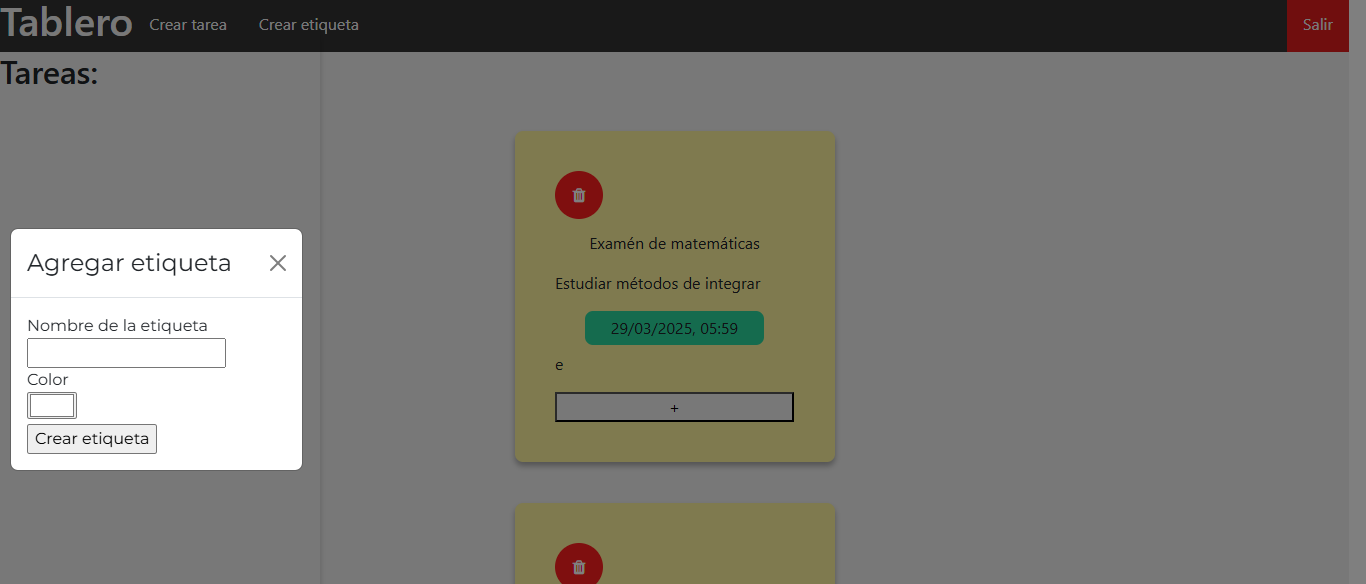 Tablero Crear tarea Crear etiqueta Salir
Tareas:
Agregar etiqueta
Nombre de la etiqueta
Color
Crear etiqueta
Examén de matemáticas
Estudiar métodos de integrar
29/03/2025, 05:59
e
+